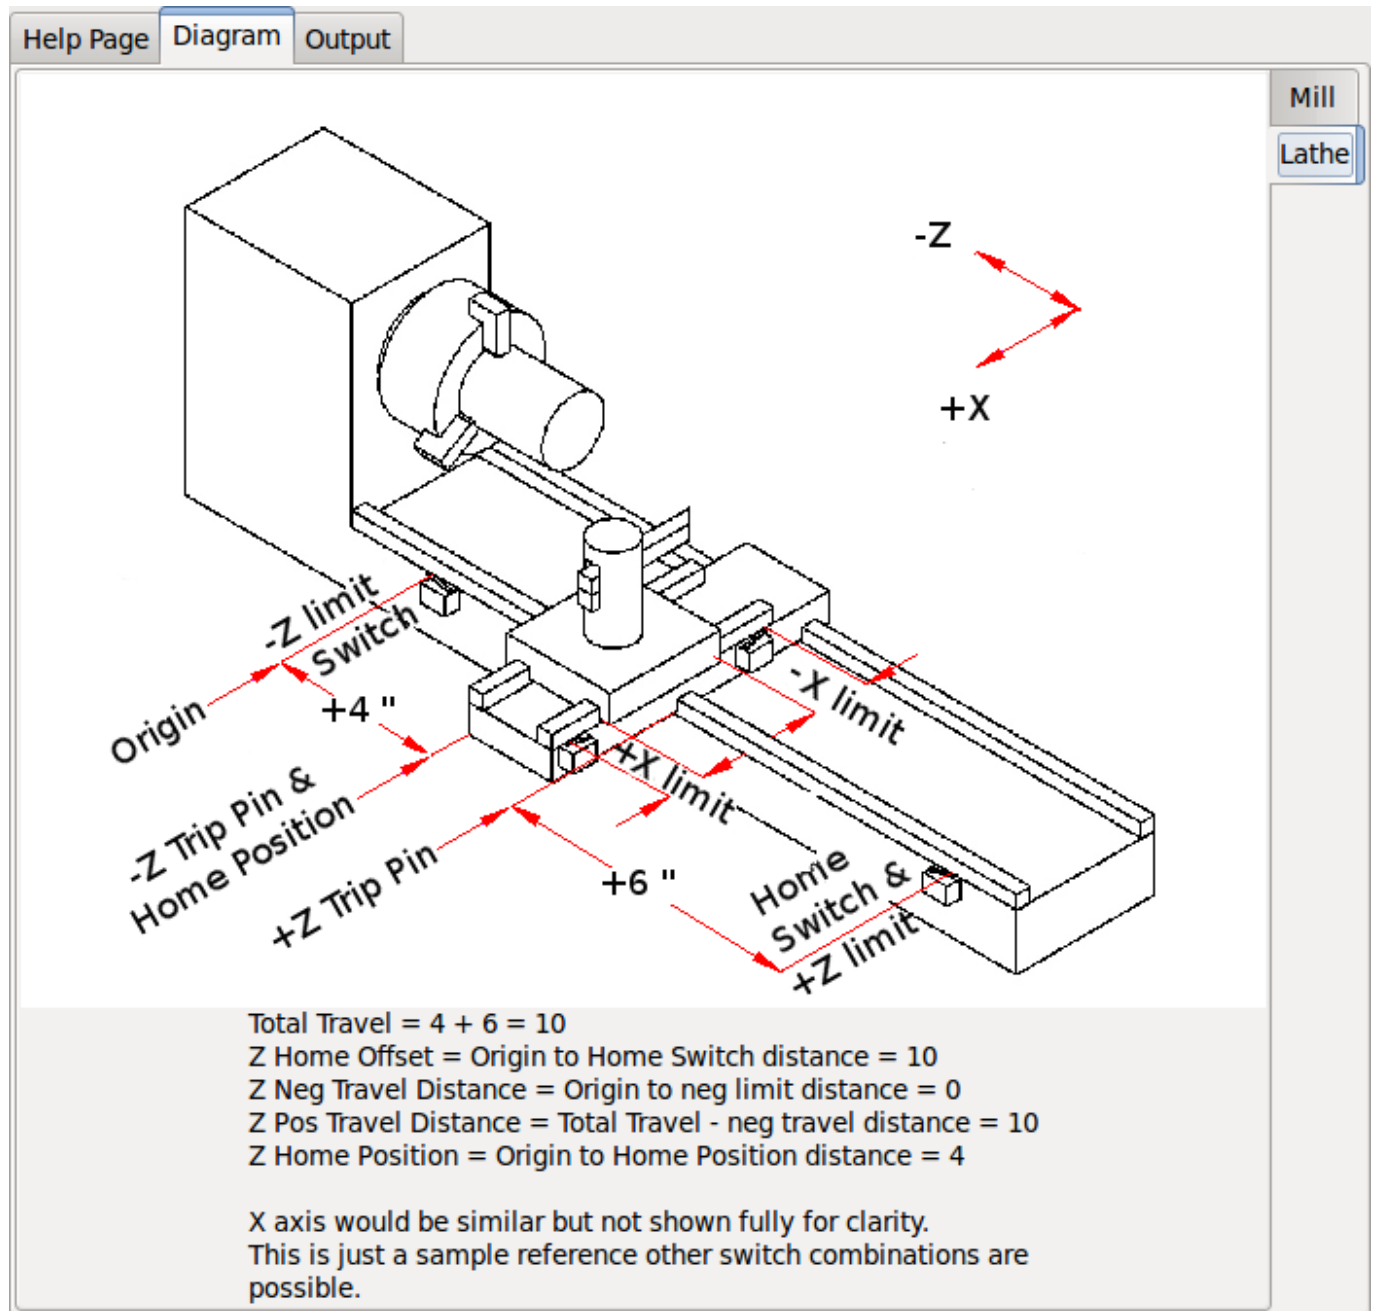 Help Page
Diagram
Output
Mill
Lathe
-Z
+X
-Z limit
Switch
Origin
+4 "
-X limit
+X limit
-Z Trip Pin &
Home Position
+Z Trip Pin
+6 "
Home
Switch &
+Z limit
Total Travel = 4 + 6 = 10
Z Home Offset = Origin to Home Switch distance = 10
Z Neg Travel Distance = Origin to neg limit distance = 0
Z Pos Travel Distance = Total Travel - neg travel distance = 10
Z Home Position = Origin to Home Position distance = 4
X axis would be similar but not shown fully for clarity.
This is just a sample reference other switch combinations are
possible.